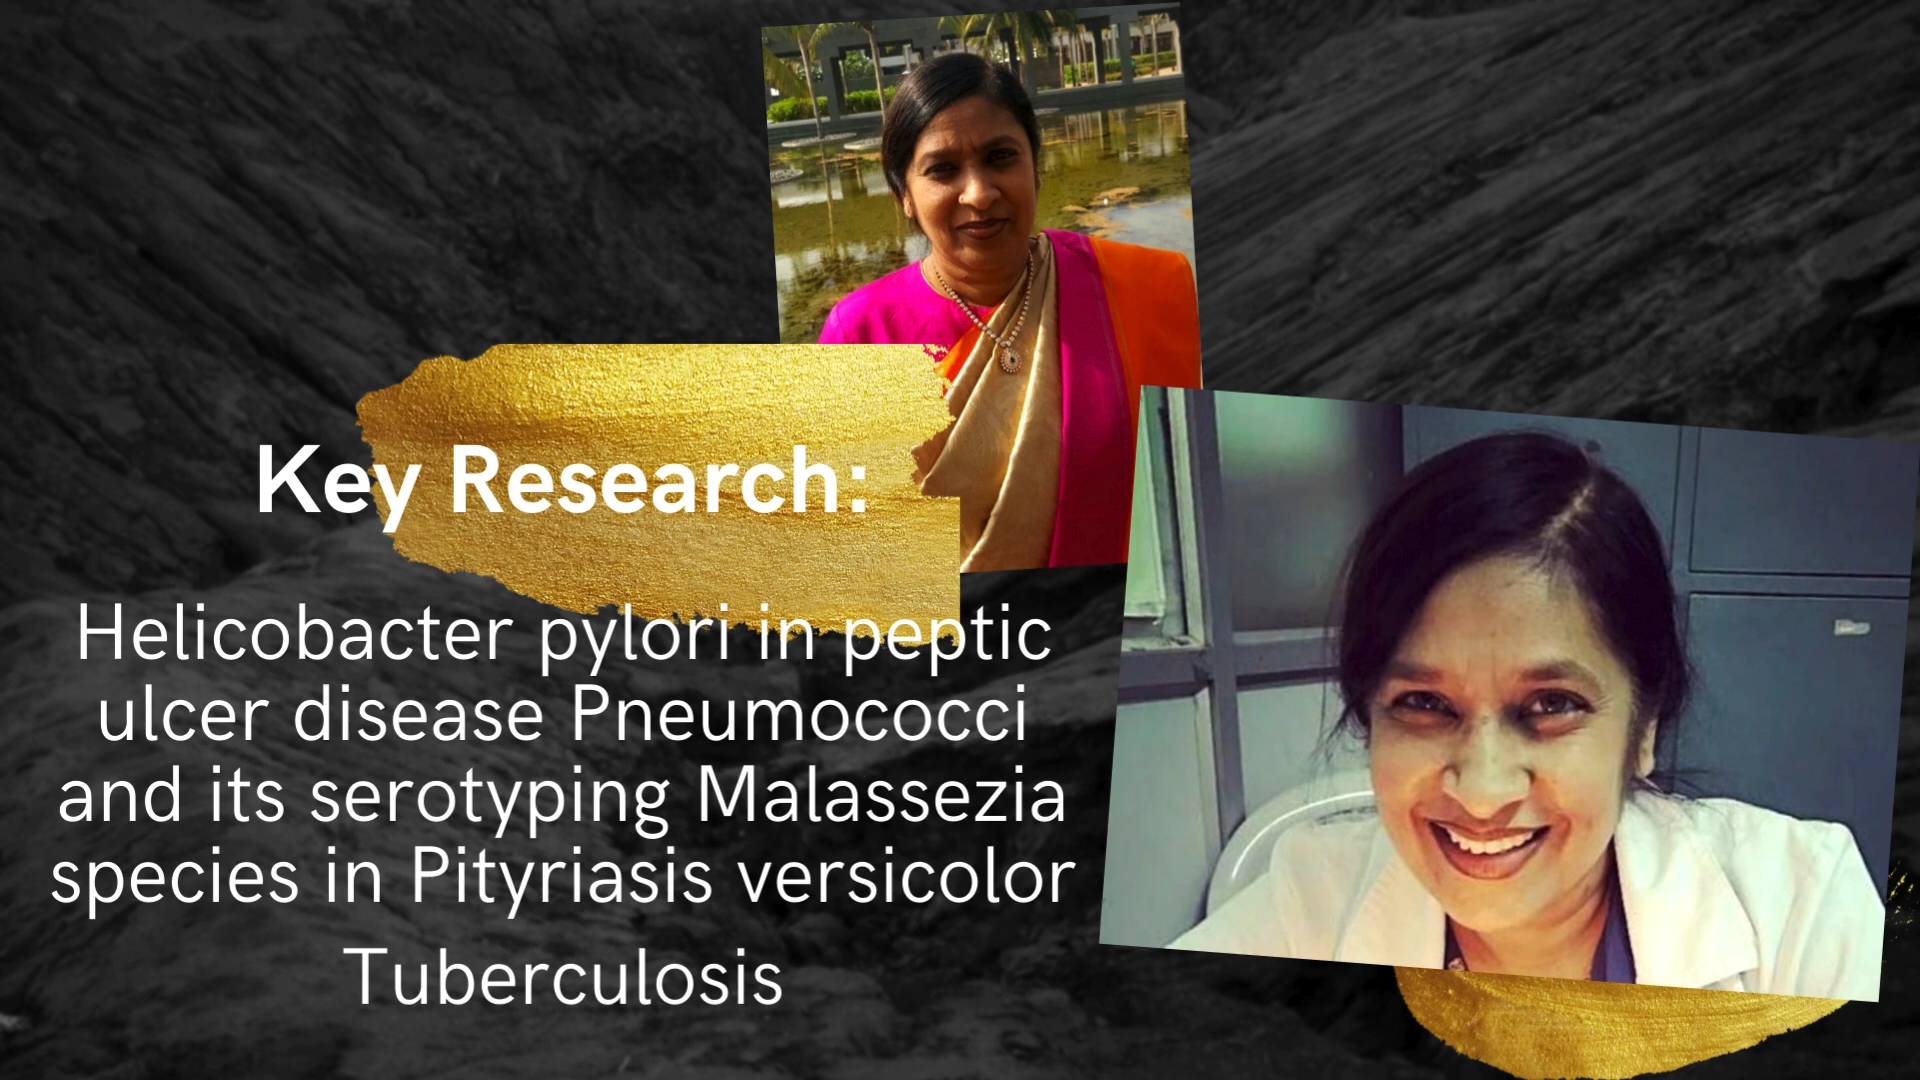 Key Research:
Helicobacter pylori in peptic
ulcer disease Pneumococci
and its serotyping Malassezia
species in Pityriasis versicolor
Tuberculosis